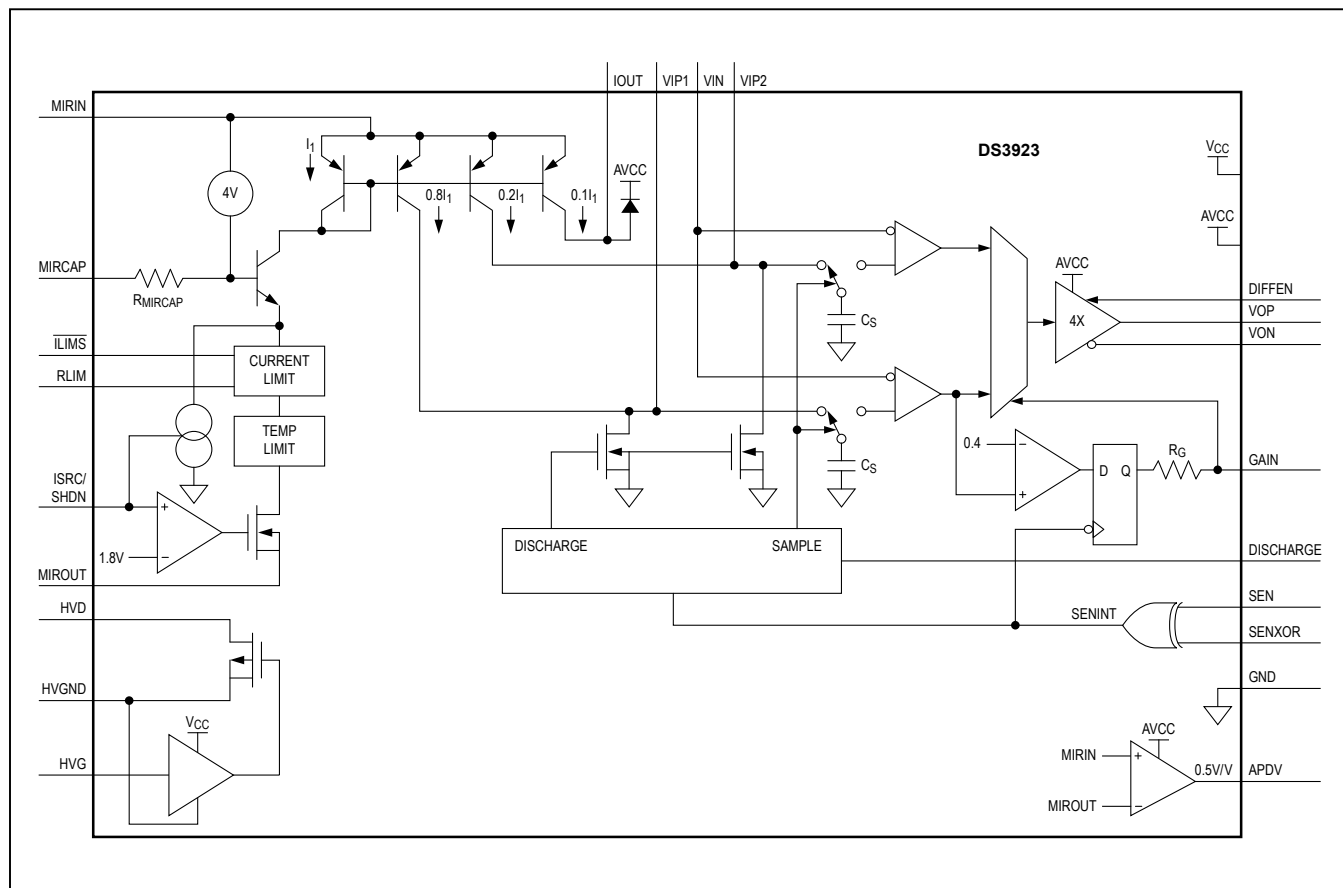 IOUT VIP1 VIN VIP2
MIRIN
DS3923
VCC
I1
AVCC
4V
0.8I1 0.2I1 0.1I1
AVCC
MIRCAP
RMIRCAP
AVCC
DIFFEN
4X
VOP
CS
VON
ILIMS
CURRENT
LIMIT
RLIM
TEMP
LIMIT
0.4
RG
D Q
GAIN
CS
ISRC/
SHDN
1.8V
DISCHARGE SAMPLE
DISCHARGE
MIROUT
HVD
SENINT
SEN
SENXOR
GND
HVGND
VCC
AVCC
MIRIN
HVG
0.5V/V
APDV
MIROUT